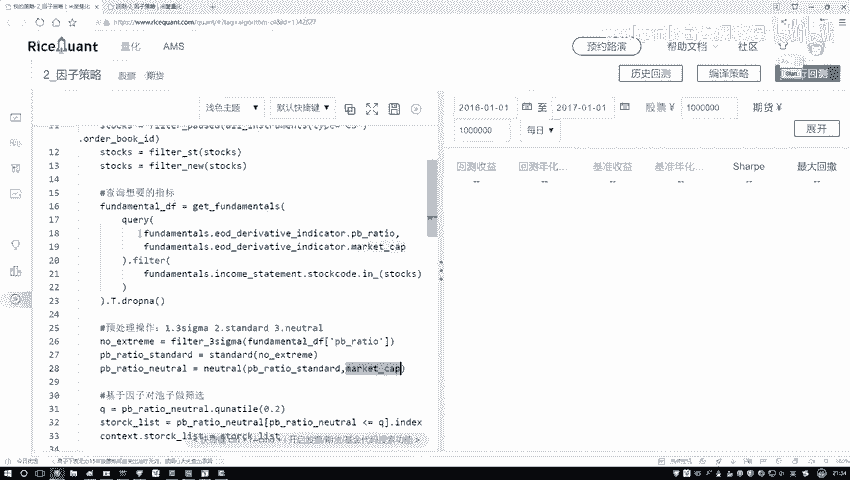 https://www.ricequant.com
RiceQuant
量化
AMS
预约路演
帮助文档
社区
2_因子策略
股票
期货
历史回测
编译策略
浅色主题
默认快捷键
2016-01-01 至 2017-01-01
股票 ¥ 1000000
期货 ¥
1000000
每日
展开
回测收益
回测年化...
基准收益
基准年化...
Sharpe
最大回撤
--
--
--
--
--
--
.order_book_id)
12 stocks = filter_st(stocks)
13 stocks = filter_new(stocks)
14
15 #查询想要的指标
16 fundamental_df = get_fundamentals(
17 query(
18 fundamentals.eod_derivative_indicator.pb_ratio,
19 fundamentals.eod_derivative_indicator.market_cap
20 ).filter(
21 fundamentals.income_statement.stockcode.in_(stocks)
22 )
23 ).T.dropna()
24
25 #预处理操作：1.3sigma 2.standard 3.neutral
26 no_extreme = filter_3sigma(fundamental_df['pb_ratio'])
27 pb_ratio_standard = standard(no_extreme)
28 pb_ratio_neutral = neutral(pb_ratio_standard,market_cap)
29
30 #基于因子对池子做筛选
31 q = pb_ratio_neutral.qunatile(0.2)
32 storck_list = pb_ratio_neutral[pb_ratio_neutral <= q].index
33 context.storck_list = storck_list
21:34